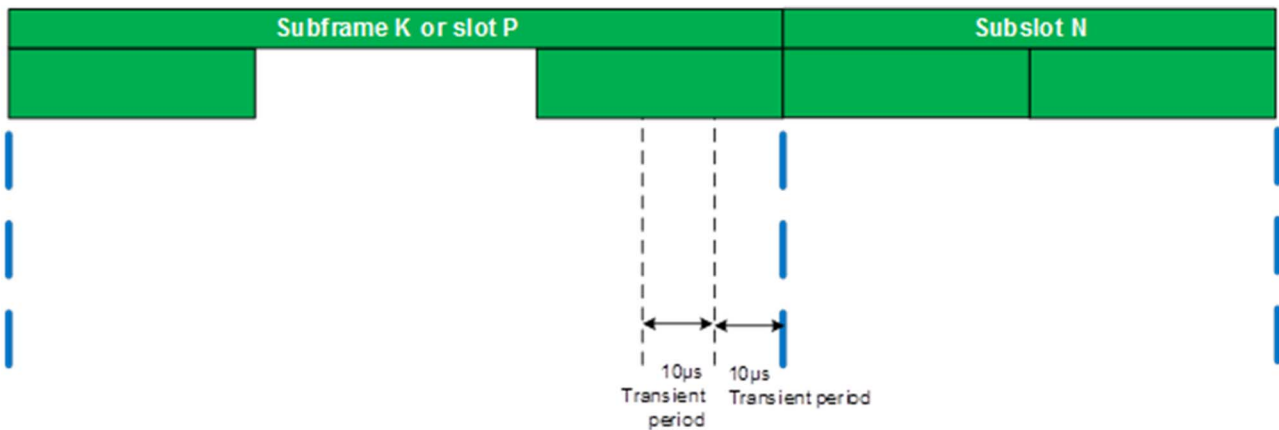 Subframe K or slot P
Subslot N
10µs
Transient
period
10µs
Transient period